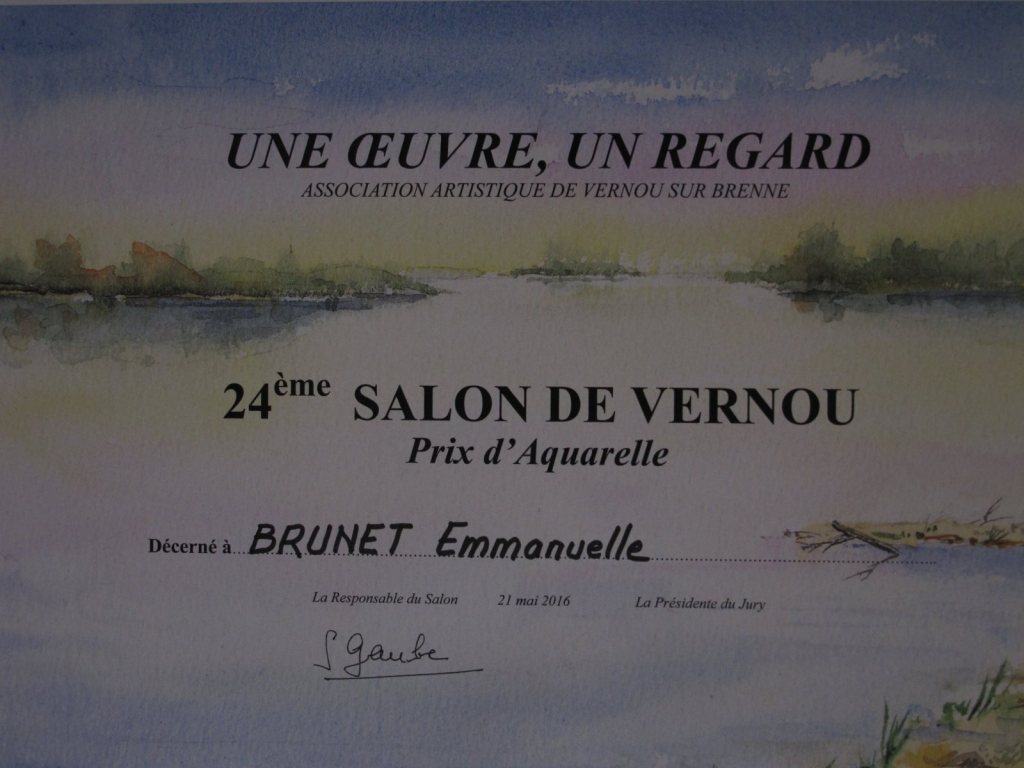 UNE ŒUVRE, UN REGARD
ASSOCIATION ARTISTIQUE DE VERNOU SUR BRENNE
24ème SALON DE VERNOU
Prix d'Aquarelle
Décerné à BRUNET Emmanuelle
La Responsable du Salon 21 mai 2016 La Présidente du Jury
S Gaube